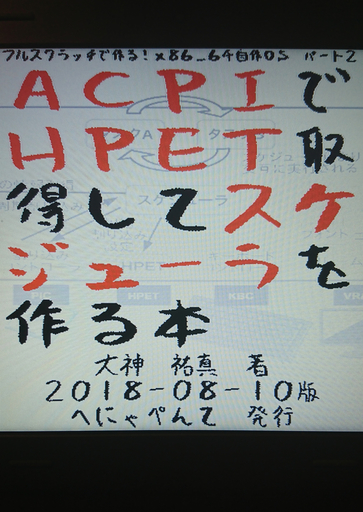 フルスクラッチで作る!x86_64自作OS パート2
ACPIで
HPET取
得してスケ
ジューラを
作る本
大神 祐真 著
2018-08-10版
へにゃぺんて 発行